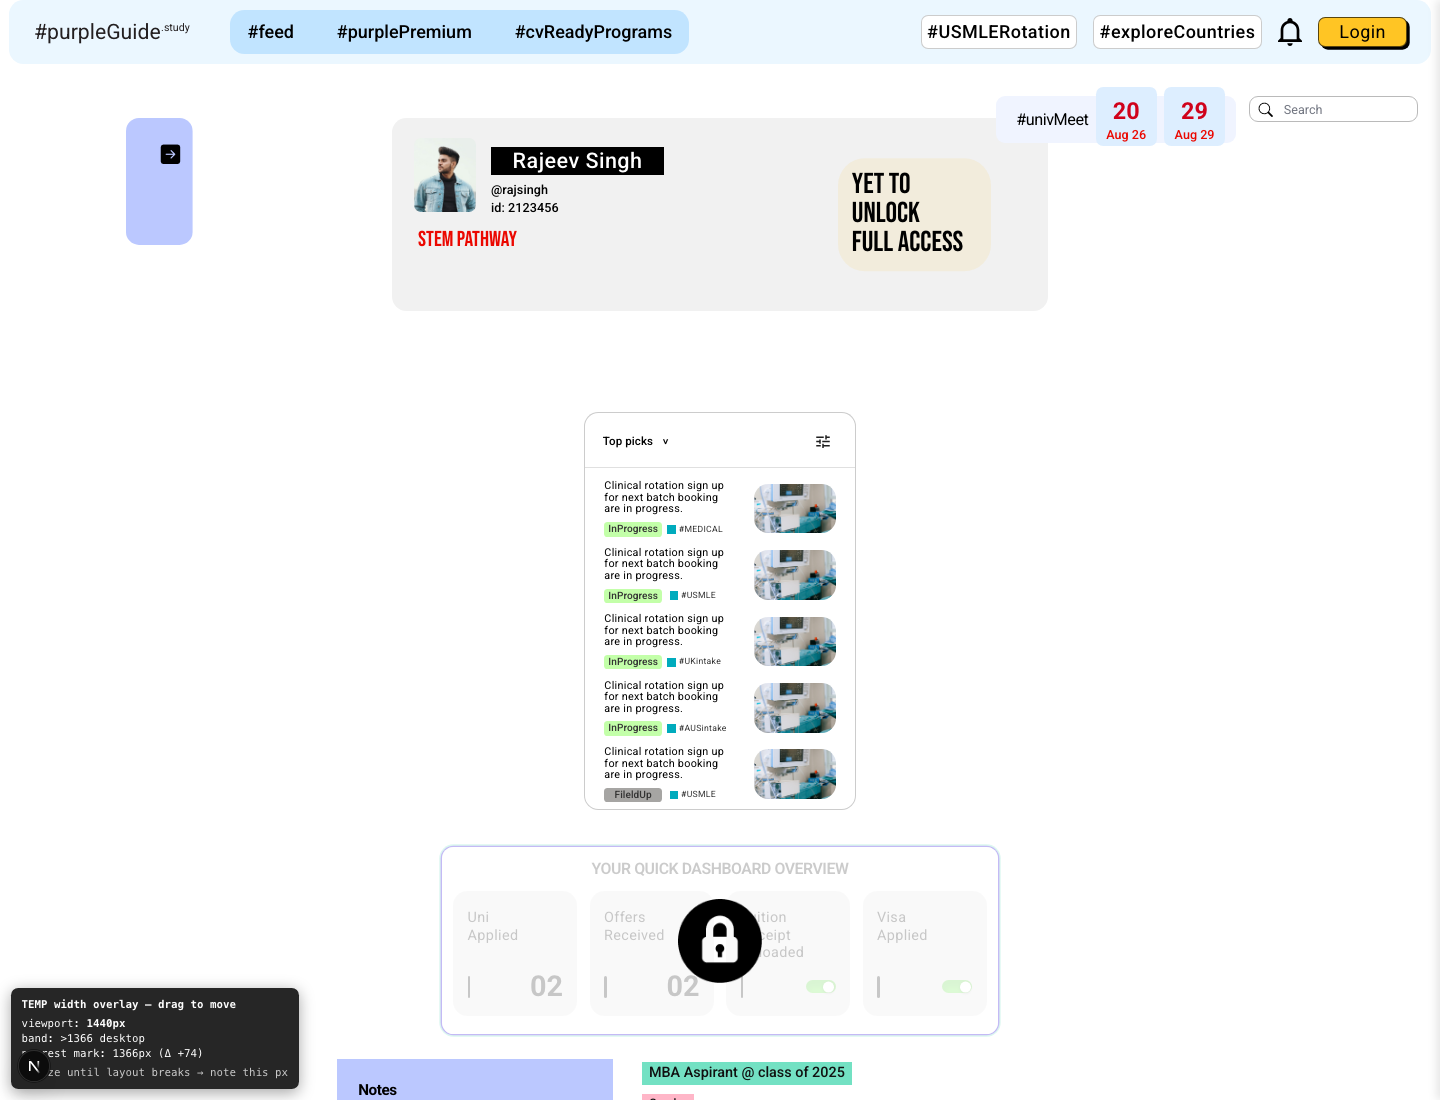 #purpleGuide.study
#feed
#purplePremium
#cvReadyPrograms
#USMLERotation
#exploreCountries
Login
#univMeet
20
Aug 26
29
Aug 29
Search
Rajeev Singh
@rajsingh
id: 2123456
STEM PATHWAY
YET TO
UNLOCK
FULL ACCESS
Top picks v
Clinical rotation sign up
for next batch booking
are in progress.
InProgress #MEDICAL
Clinical rotation sign up
for next batch booking
are in progress.
InProgress #USMLE
Clinical rotation sign up
for next batch booking
are in progress.
InProgress #UKintake
Clinical rotation sign up
for next batch booking
are in progress.
InProgress #AUSintake
Clinical rotation sign up
for next batch booking
are in progress.
FileldUp #USMLE
YOUR QUICK DASHBOARD OVERVIEW
Uni
Applied
02
Offers
Received
02
Visa
Applied
TEMP width overlay — drag to move
viewport: 1440px
band: >1366 desktop
mark: 1366px (Δ +74)
until layout breaks → note this px
N
Notes
MBA Aspirant @ class of 2025